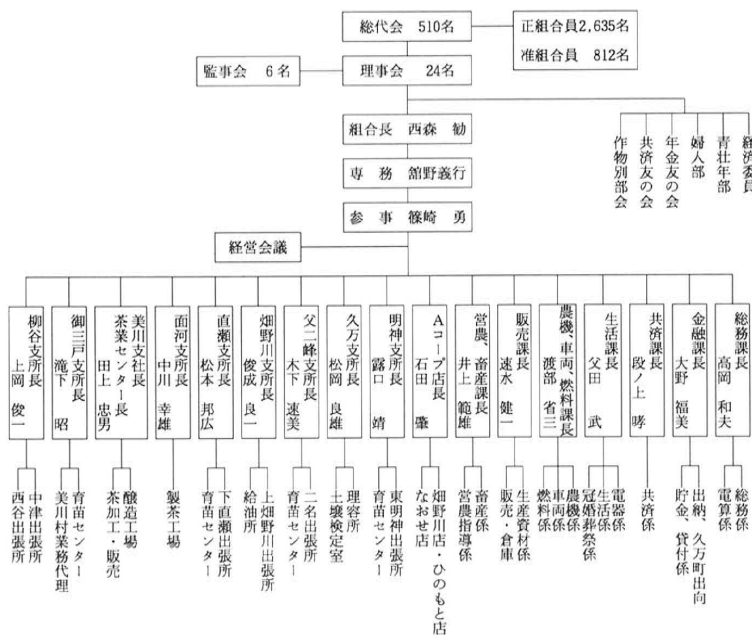 総代会 510名
正組合員2,635名
准組合員 812名
監事会 6名
理事会 24名
組合長 西森 勧
専務 舘野義行
参事 篠崎 勇
経営会議
経済委員
青壮年部
婦人部
年金友の会
共済友の会
作物別部会
総務課長
高岡 和夫
金融課長
大野 福美
共済課長
段ノ上 哮
生活課長
父田 武
農機、車両、燃料課長
渡部 省三
販売課長
速水 健一
営農、畜産課長
井上 範雄
Aコープ店長
石田 肇
明神支所長
露口 靖
久万支所長
松岡 良雄
父二峰支所長
木下 速美
畑野川支所長
俊成 良一
直瀬支所長
松本 邦広
面河支所長
中川 幸雄
美川支社長
茶業センター長
田上 忠男
御三戸支所長
滝下 昭
柳谷支所長
上岡 俊一
総務係
電算係
出納、久万町出向
貯金、貸付係
共済係
電器係
生活係
冠婚葬祭係
農機係
車両係
燃料係
生産資材係
販売・倉庫
畜産係
営農指導係
畑野川店・ひのもと店
なおせ店
東明神出張所
育苗センター
理容所
土壌検定室
二名出張所
育苗センター
上畑野川出張所
給油所
下直瀬出張所
育苗センター
製茶工場
醸造工場
茶加工・販売
育苗センター
美川村業務代理
中津出張所
西谷出張所